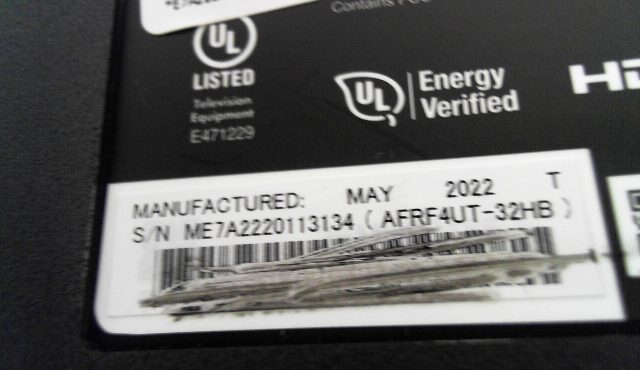 Contains
UL
LISTED
Television
Equipment
E471229
UL
Energy
Verified
MANUFACTURED: MAY 2022 T
S/N ME7A2220113134 (AFRF4UT-32HB)